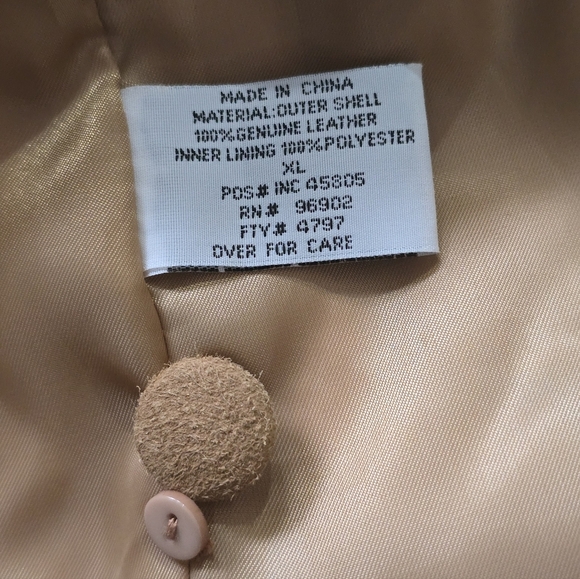 MADE IN CHINA
MATERIAL:OUTER SHELL
100%GENUINE LEATHER
INNER LINING 100%POLYESTER
XL
POS.# INC 45805
RN.# 96902
FTY.# 4797
OVER FOR CARE